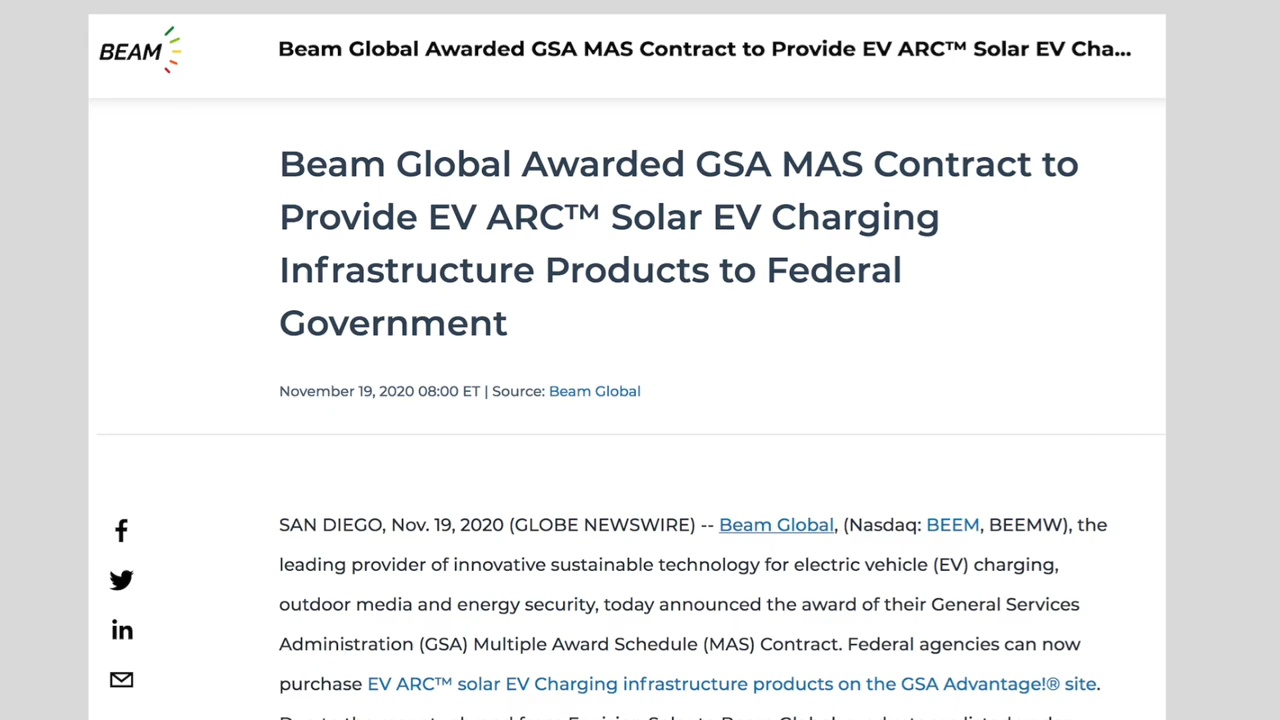 BEAM
Beam Global Awarded GSA MAS Contract to Provide EV ARC™ Solar EV Cha...
Beam Global Awarded GSA MAS Contract to
Provide EV ARC™ Solar EV Charging
Infrastructure Products to Federal
Government
November 19, 2020 08:00 ET | Source: Beam Global
SAN DIEGO, Nov. 19, 2020 (GLOBE NEWSWIRE) -- Beam Global, (Nasdaq: BEEM, BEEMW), the
leading provider of innovative sustainable technology for electric vehicle (EV) charging,
outdoor media and energy security, today announced the award of their General Services
Administration (GSA) Multiple Award Schedule (MAS) Contract. Federal agencies can now
purchase EV ARC™ solar EV Charging infrastructure products on the GSA Advantage!® site.